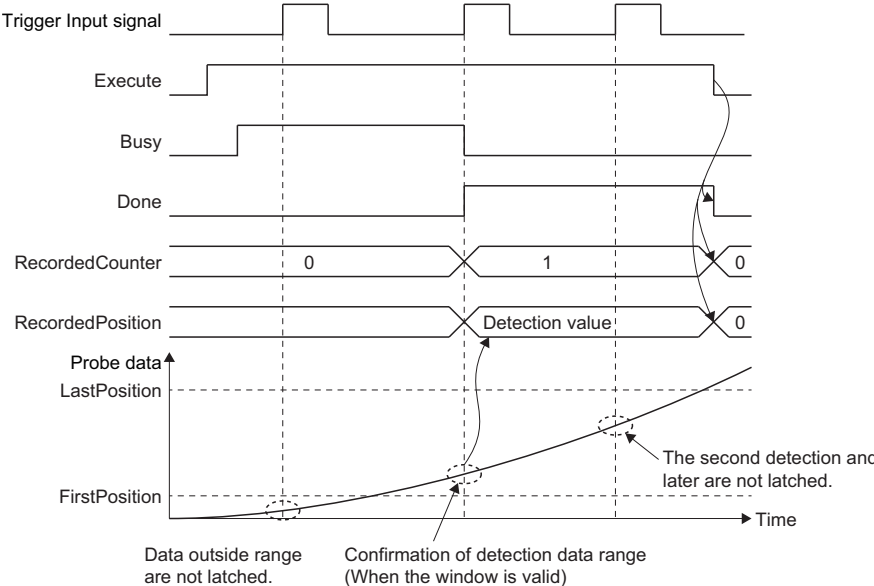 Trigger Input signal
Execute
Busy
Done
RecordedCounter
0
1
0
RecordedPosition
Detection value
0
Probe data
LastPosition
FirstPosition
The second detection and
later are not latched.
Time
Data outside range
are not latched.
Confirmation of detection data range
(When the window is valid)